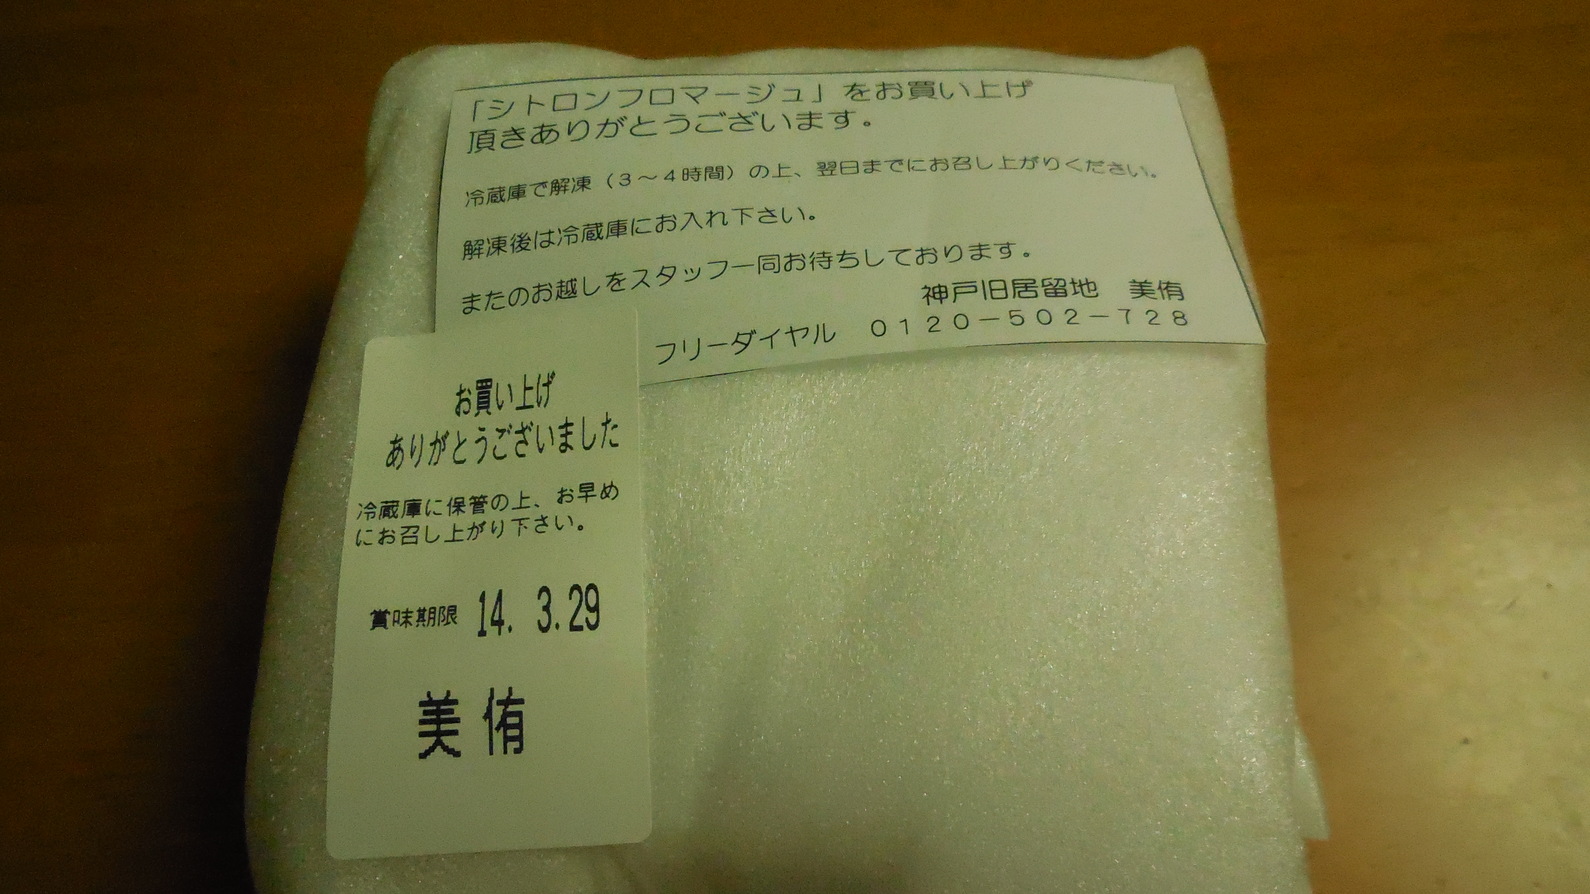 「シトロンフロマージュ」をお買い上げ
頂きありがとうございます。
冷蔵庫で解凍（３～４時間）の上、翌日までにお召し上がりください。
解凍後は冷蔵庫にお入れ下さい。
またのお越しをスタッフ一同お待ちしております。
神戸旧居留地　美侑
フリーダイヤル　０１２０－５０２－７２８
お買い上げ
ありがとうございました
冷蔵庫に保管の上、お早め
にお召し上がり下さい。
賞味期限 14. 3.29
美侑